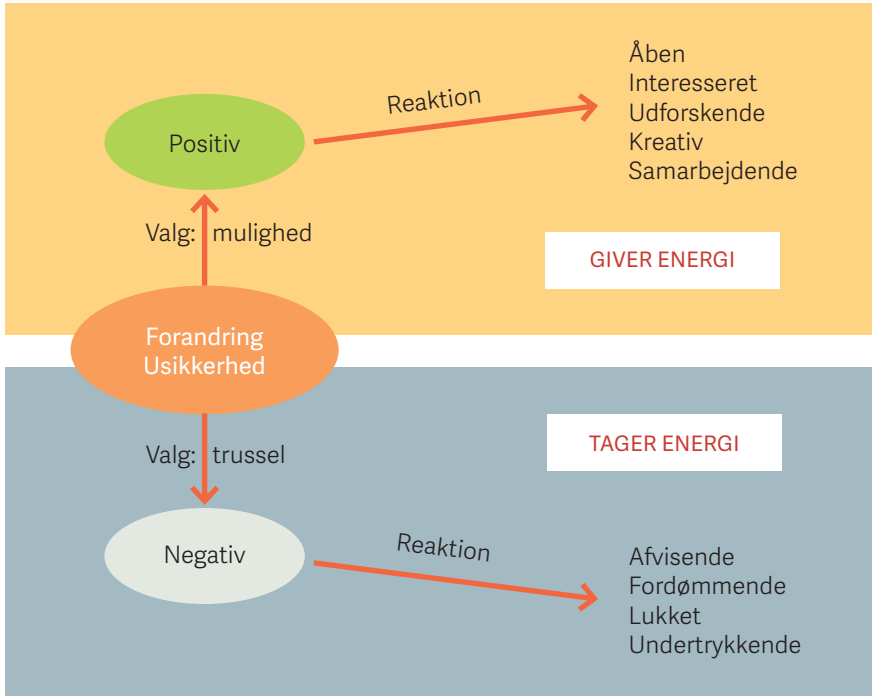 Åben
Interesseret
Udforskende
Kreativ
Samarbejdende
Reaktion
Positiv
Valg: mulighed
GIVER ENERGI
Forandring
Usikkerhed
TAGER ENERGI
Valg: trussel
Negativ
Reaktion
Afvisende
Fordømmende
Lukket
Undertrykkende